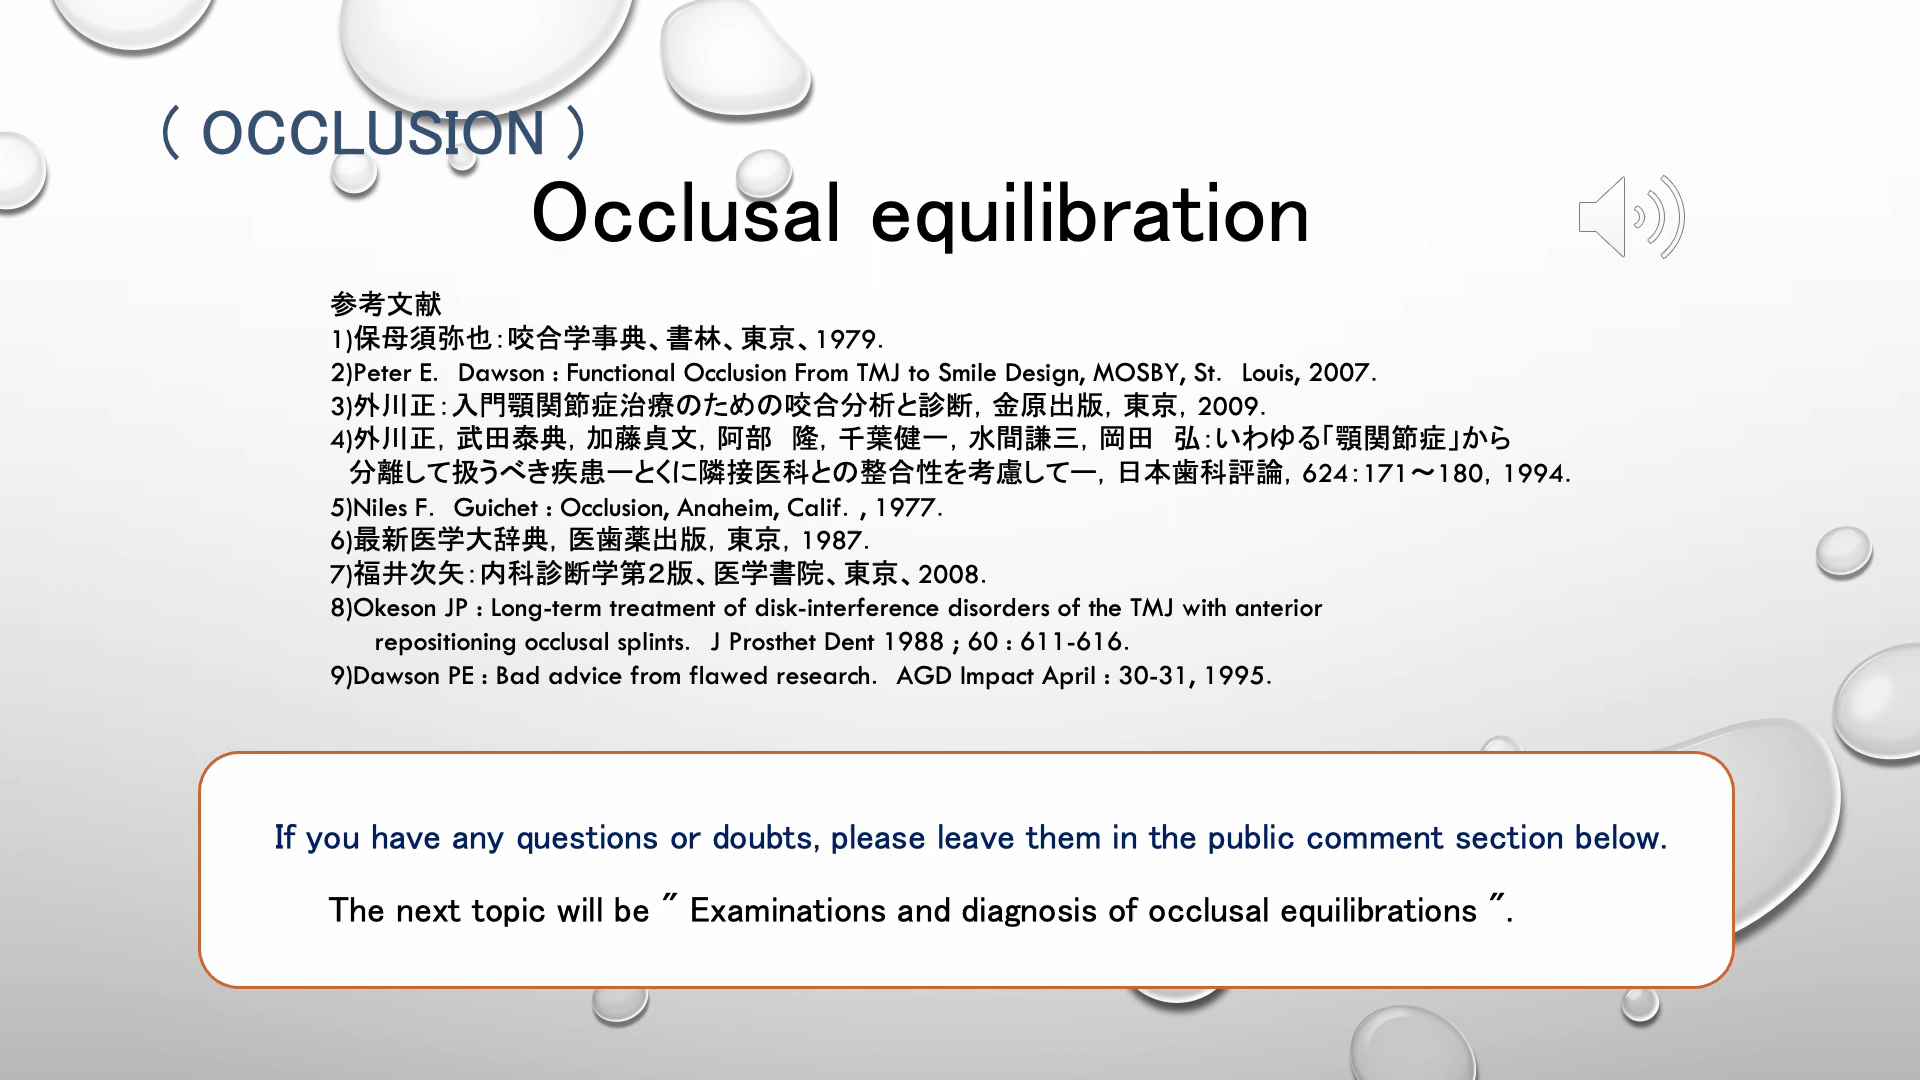 ( OCCLUSION )
Occlusal equilibration
参考文献
1)保母須弥也：咬合学事典、書林、東京、1979.
2)Peter E. Dawson : Functional Occlusion From TMJ to Smile Design, MOSBY, St. Louis, 2007.
3)外川正：入門顎関節症治療のための咬合分析と診断，金原出版，東京，2009.
4)外川正，武田泰典，加藤貞文，阿部　隆，千葉健一，水間謙三，岡田　弘：いわゆる「顎関節症」から
分離して扱うべき疾患ーとくに隣接医科との整合性を考慮してー，日本歯科評論，624：171～180，1994.
5)Niles F. Guichet : Occlusion, Anaheim, Calif. , 1977.
6)最新医学大辞典，医歯薬出版，東京，1987.
7)福井次矢：内科診断学第２版、医学書院、東京、2008.
8)Okeson JP : Long-term treatment of disk-interference disorders of the TMJ with anterior
repositioning occlusal splints. J Prosthet Dent 1988 ; 60 : 611-616.
9)Dawson PE : Bad advice from flawed research. AGD Impact April : 30-31, 1995.
If you have any questions or doubts, please leave them in the public comment section below.
The next topic will be ″ Examinations and diagnosis of occlusal equilibrations ″.